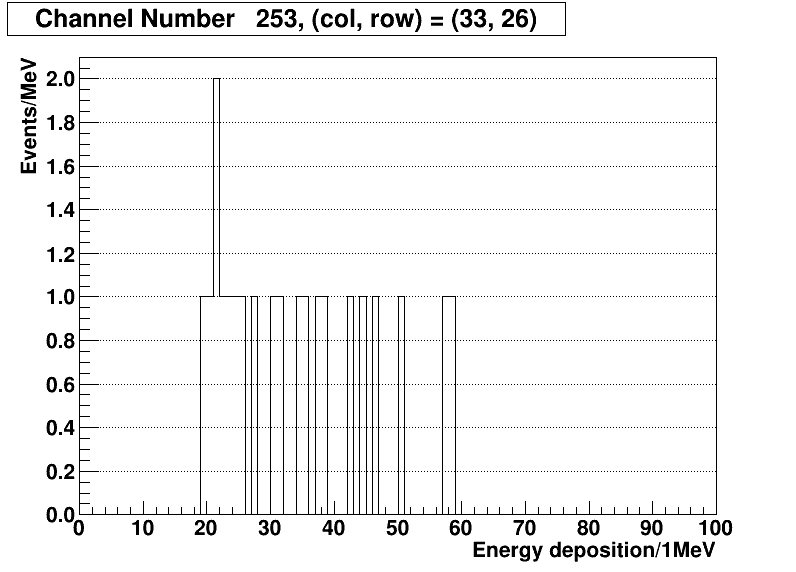 Channel Number 253, (col, row) = (33, 26)
Events/MeV
2.0
1.8
1.6
1.4
1.2
1.0
0.8
0.6
0.4
0.2
0.0
0 10 20 30 40 50 60 70 80 90 100
Energy deposition/1MeV